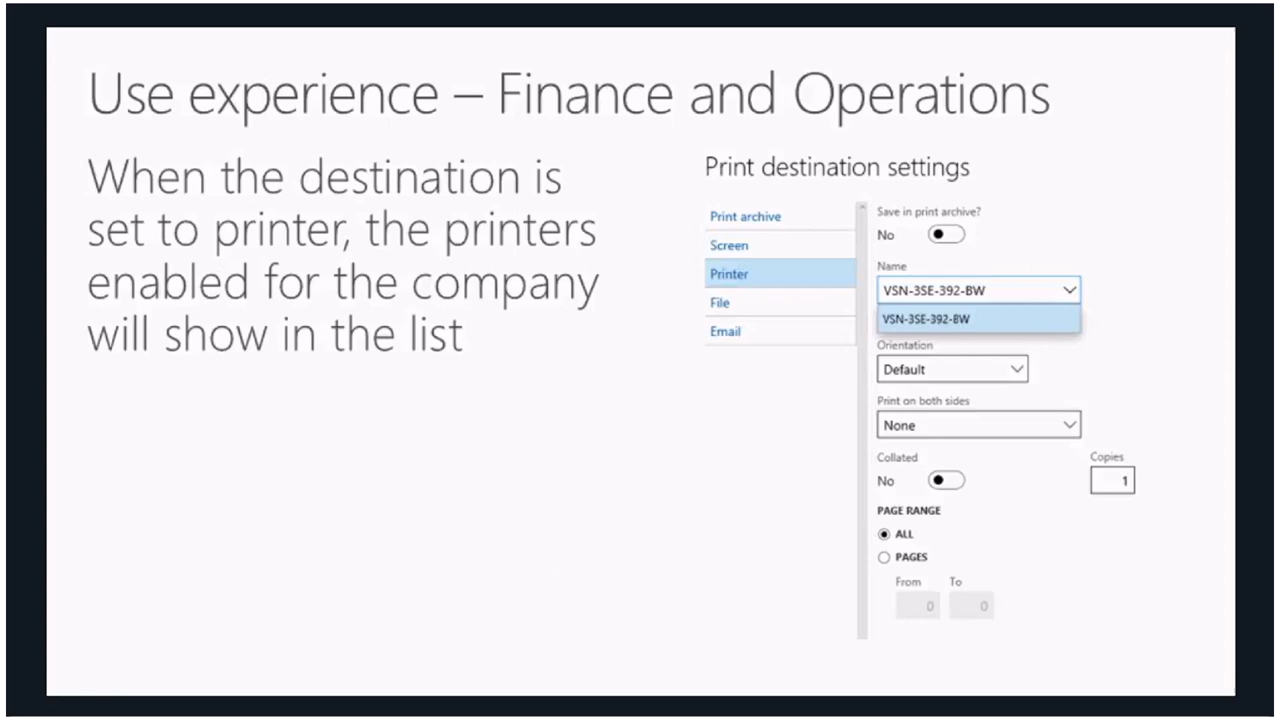 Use experience – Finance and Operations
When the destination is
set to printer, the printers
enabled for the company
will show in the list
Print destination settings
Print archive
Screen
Printer
File
Email
Save in print archive?
No
Name
VSN-3SE-392-BW
VSN-3SE-392-BW
Orientation
Default
Print on both sides
None
Collated
No
Copies
1
PAGE RANGE
ALL
PAGES
From To
0 0